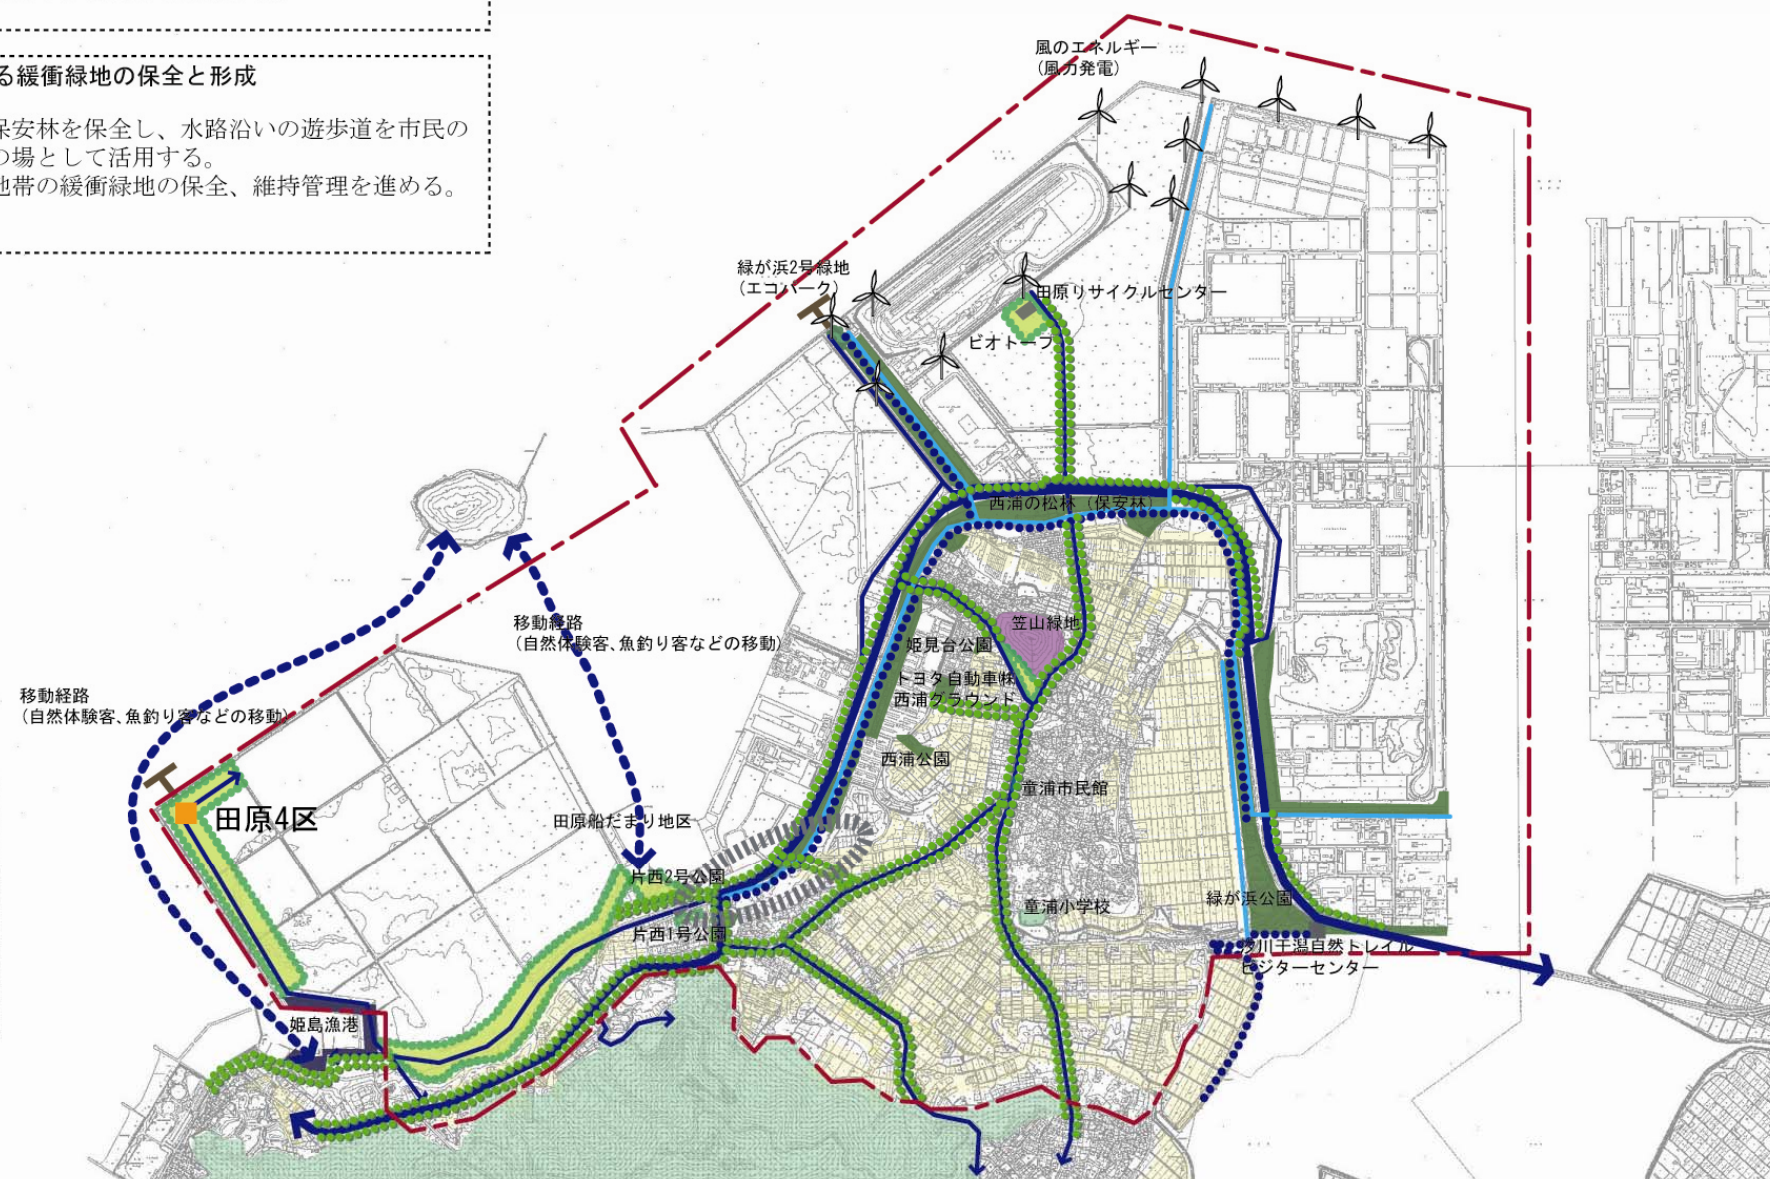 る緩衝緑地の保全と形成
保安林を保全し、水路沿いの遊歩道を市民の
の場として活用する。
地帯の緩衝緑地の保全、維持管理を進める。
風のエネルギー
(風力発電)
緑が浜2号緑地
(エコパーク)
田原リサイクルセンター
ビオトープ
西浦の松林（保安林）
移動経路
(自然体験客、魚釣り客などの移動)
笠山緑地
姫見台公園
トヨタ自動車㈱
西浦グラウンド
移動経路
(自然体験客、魚釣り客などの移動)
西浦公園
童浦市民館
田原4区
田原船だまり地区
片西2号公園
緑が浜公園
童浦小学校
片西1号公園
汐川干潟自然トレイル
ビジターセンター
姫島漁港